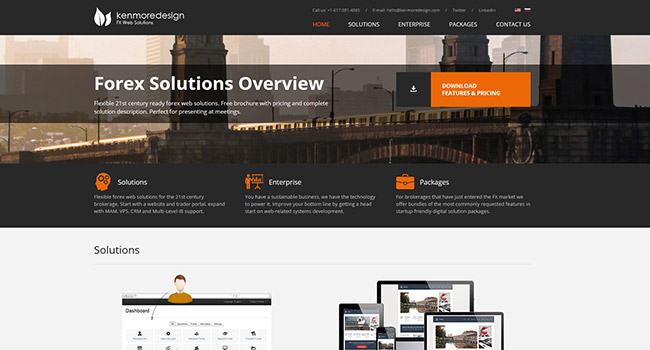 kenmoredesign
FX Web Solutions
Call us: +1-617-381-4065 / E-mail: hello@kenmoredesign.com / Twitter / LinkedIn
HOME SOLUTIONS ENTERPRISE PACKAGES CONTACT US
Forex Solutions Overview
Flexible 21st century ready forex web solutions. Free brochure with pricing and complete
solution description. Perfect for presenting at meetings.
DOWNLOAD
FEATURES & PRICING
Solutions
Flexible forex web solutions for the 21st century
brokerage. Start with a website and trader portal, expand
with MAM, VPS, CRM and Multi-Level IB support.
Enterprise
You have a sustainable business, we have the technology
to power it. Improve your bottom line by getting a head
start on web-related systems development.
Packages
For brokerages that have just entered the FX market we
offer bundles of the most commonly requested features in
startup-friendly digital solution packages.
Solutions
Dashboard